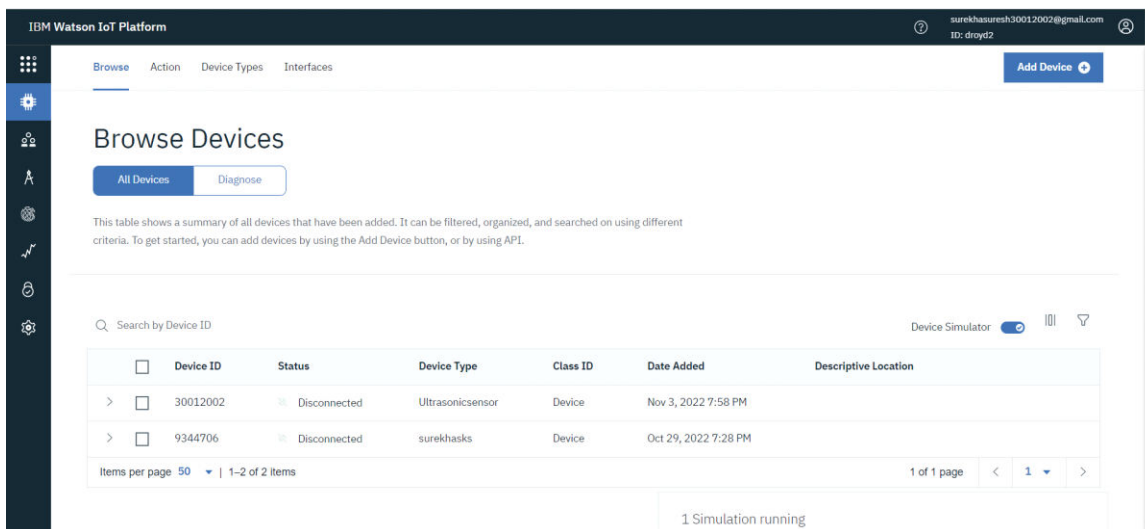 IBM Watson IoT Platform
surekhasuresh30012002@gmail.com
ID: droyd2
Browse Action Device Types Interfaces
Add Device
Browse Devices
All Devices Diagnose
This table shows a summary of all devices that have been added. It can be filtered, organized, and searched on using different
criteria. To get started, you can add devices by using the Add Device button, or by using API.
Search by Device ID
Device Simulator
Device ID Status Device Type Class ID Date Added Descriptive Location
30012002 Disconnected Ultrasonicsensor Device Nov 3, 2022 7:58 PM
9344706 Disconnected surekhasks Device Oct 29, 2022 7:28 PM
Items per page 50 | 1–2 of 2 items
1 of 1 page < 1 >
1 Simulation running